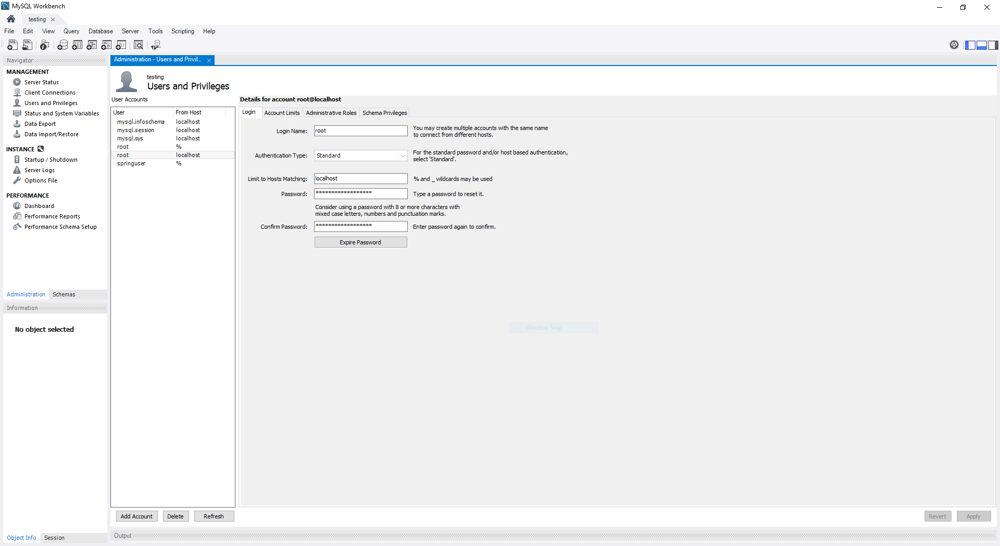 MySQL Workbench
testing
File Edit View Query Database Server Tools Scripting Help
Navigator
MANAGEMENT
Server Status
Client Connections
Users and Privileges
Status and System Variables
Data Export
Data Import/Restore
INSTANCE
Startup / Shutdown
Server Logs
Options File
PERFORMANCE
Dashboard
Performance Reports
Performance Schema Setup
Administration Schemas
Information
No object selected
Object Info Session
Administration - Users and Privil...
testing
Users and Privileges
User Accounts
User From Host
mysql.infoschema localhost
mysql.session localhost
mysql.sys localhost
root %
root localhost
springuser %
Add Account Delete Refresh
Details for account root@localhost
Login Account Limits Administrative Roles Schema Privileges
Login Name: root You may create multiple accounts with the same name
to connect from different hosts.
Authentication Type: Standard For the standard password and/or host based authentication,
select 'Standard'.
Limit to Hosts Matching: localhost % and _ wildcards may be used
Password: ****************** Type a password to reset it.
Consider using a password with 8 or more characters with
mixed case letters, numbers and punctuation marks.
Confirm Password: ****************** Enter password again to confirm.
Expire Password
Window Snip
Revert Apply
Output